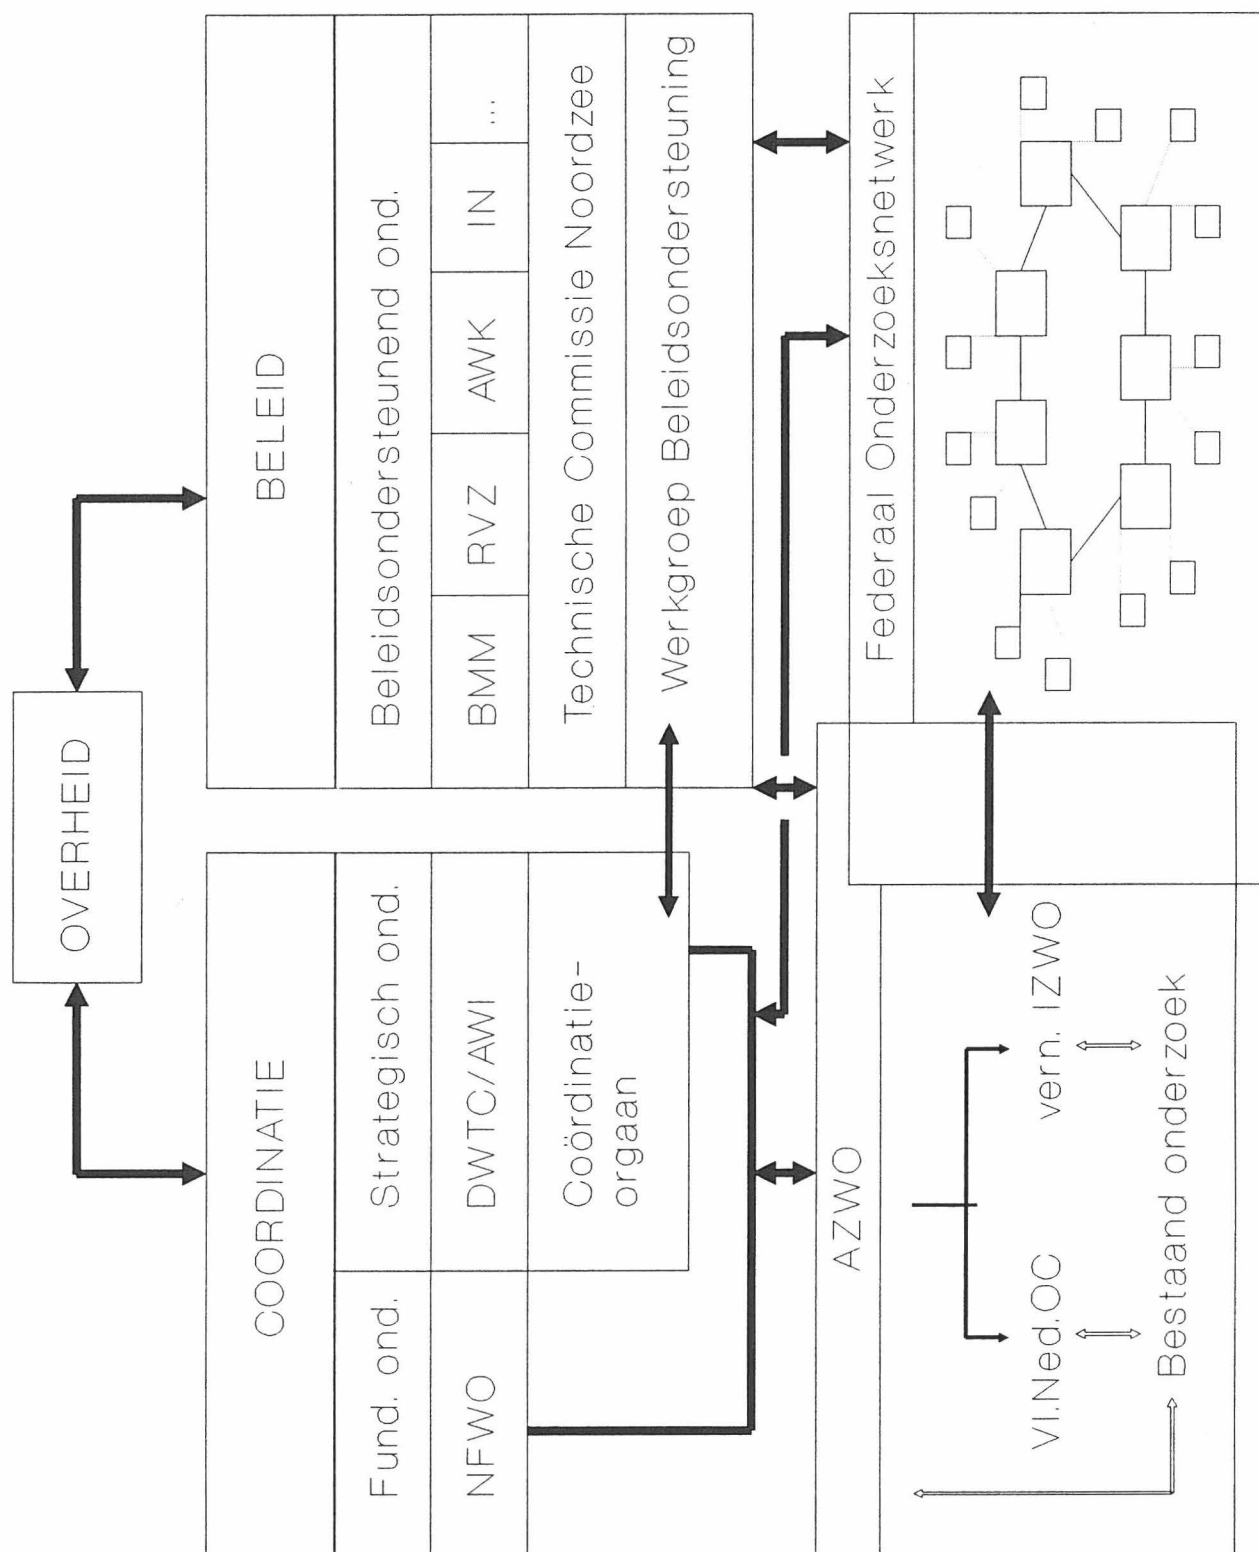 OVERHEID
COORDINATIE
Fund. ond.
Strategisch ond.
NFWO
DWTC/AWI
Coördinatie-
orgaan
BELEID
Beleidsondersteunend ond.
BMM
RVZ
AWK
IN
...
Technische Commissie Noordzee
Werkgroep Beleidsondersteuning
AZWO
Vl.Ned.OC
vern. IZWO
Bestaand onderzoek
Federaal Onderzoeksnetwerk